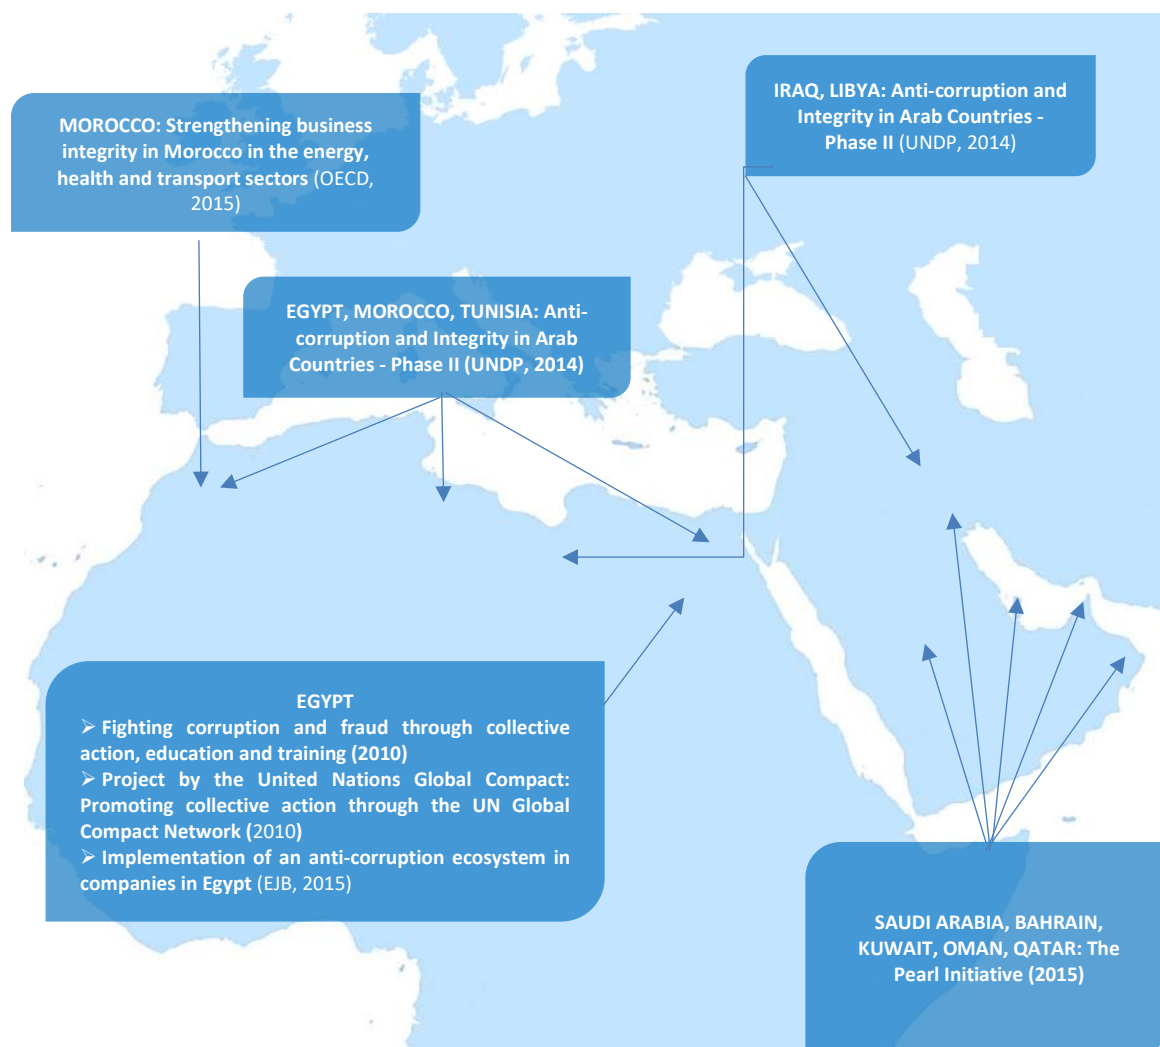 MOROCCO: Strengthening business
integrity in Morocco in the energy,
health and transport sectors (OECD,
2015)
IRAQ, LIBYA: Anti-corruption and
Integrity in Arab Countries -
Phase II (UNDP, 2014)
EGYPT, MOROCCO, TUNISIA: Anti-
corruption and Integrity in Arab
Countries - Phase II (UNDP, 2014)
EGYPT
➢ Fighting corruption and fraud through collective
action, education and training (2010)
➢ Project by the United Nations Global Compact:
Promoting collective action through the UN Global
Compact Network (2010)
➢ Implementation of an anti-corruption ecosystem in
companies in Egypt (EJB, 2015)
SAUDI ARABIA, BAHRAIN,
KUWAIT, OMAN, QATAR: The
Pearl Initiative (2015)